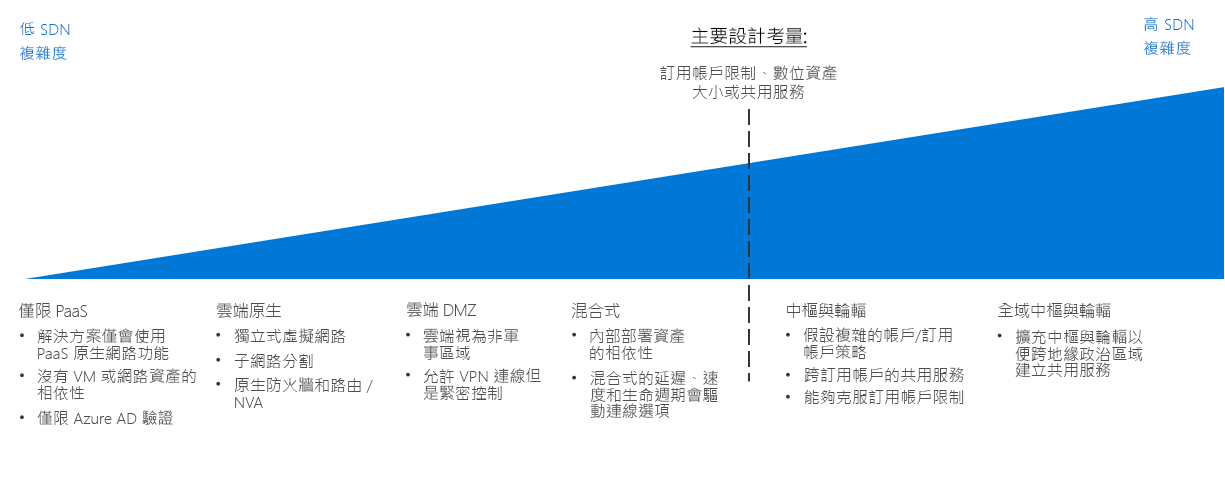 低 SDN
複雜度
主要設計考量:
訂用帳戶限制、數位資產
大小或共用服務
高 SDN
複雜度
僅限 PaaS
• 解決方案僅會使用
PaaS 原生網路功能
• 沒有 VM 或網路資產的
相依性
• 僅限 Azure AD 驗證
雲端原生
• 獨立式虛擬網路
• 子網路分割
• 原生防火牆和路由 /
NVA
雲端 DMZ
• 雲端視為非軍
事區域
• 允許 VPN 連線但
是緊密控制
混合式
• 內部部署資產
的相依性
• 混合式的延遲、速
度和生命週期會驅
動連線選項
中樞與輪輻
• 假設複雜的帳戶/訂用
帳戶策略
• 跨訂用帳戶的共用服務
• 能夠克服訂用帳戶限制
全域中樞與輪輻
• 擴充中樞與輪輻以
便跨地緣政治區域
建立共用服務